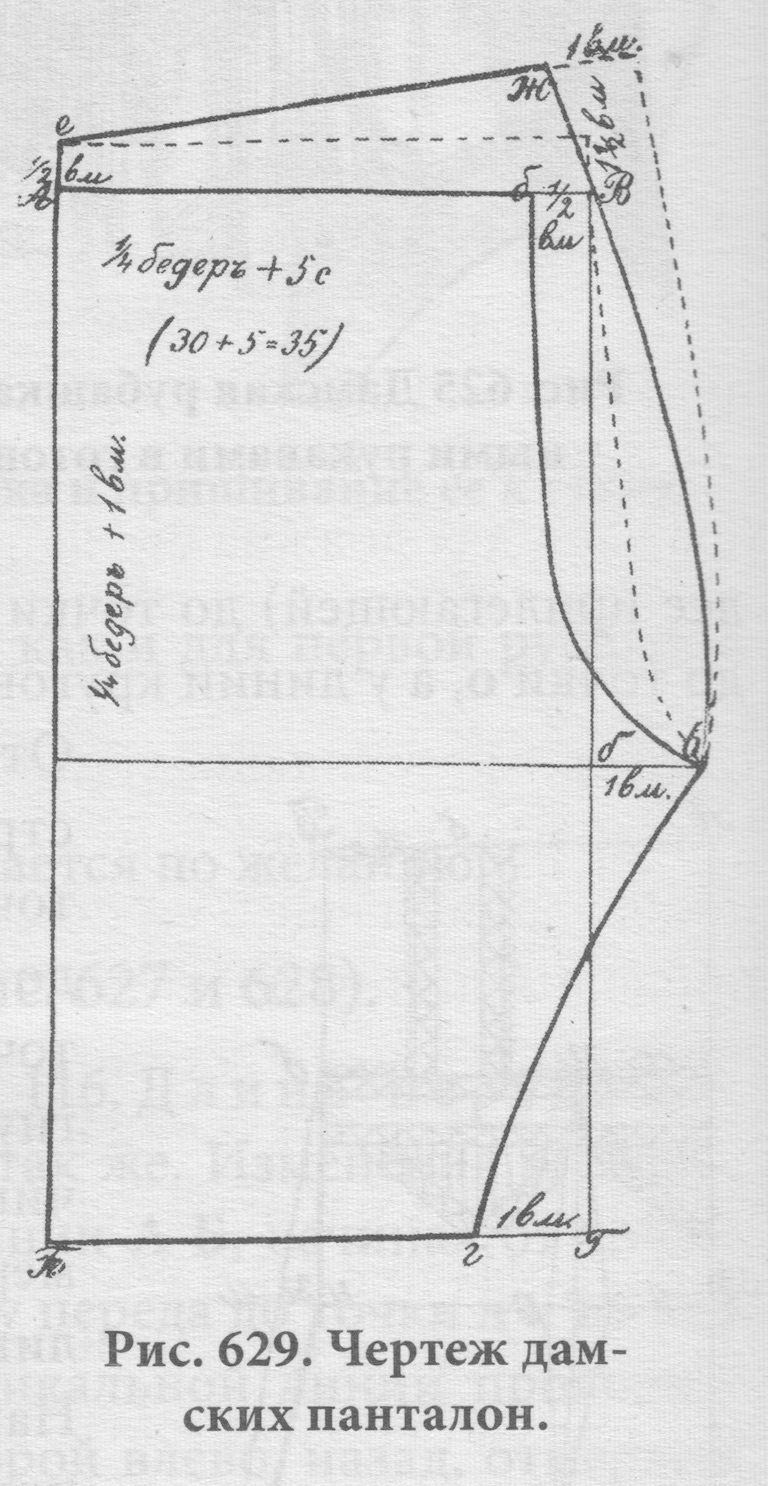 1 вм.
Ж
1½ вм
е
½ вм
А
б
½
вм
В
¼ бедеръ + 5 с
(30 + 5 = 35)
¼ бедеръ + 1 вм.
б
1 вм.
1 вм
г
Рис. 629. Чертеж дам-
ских панталон.